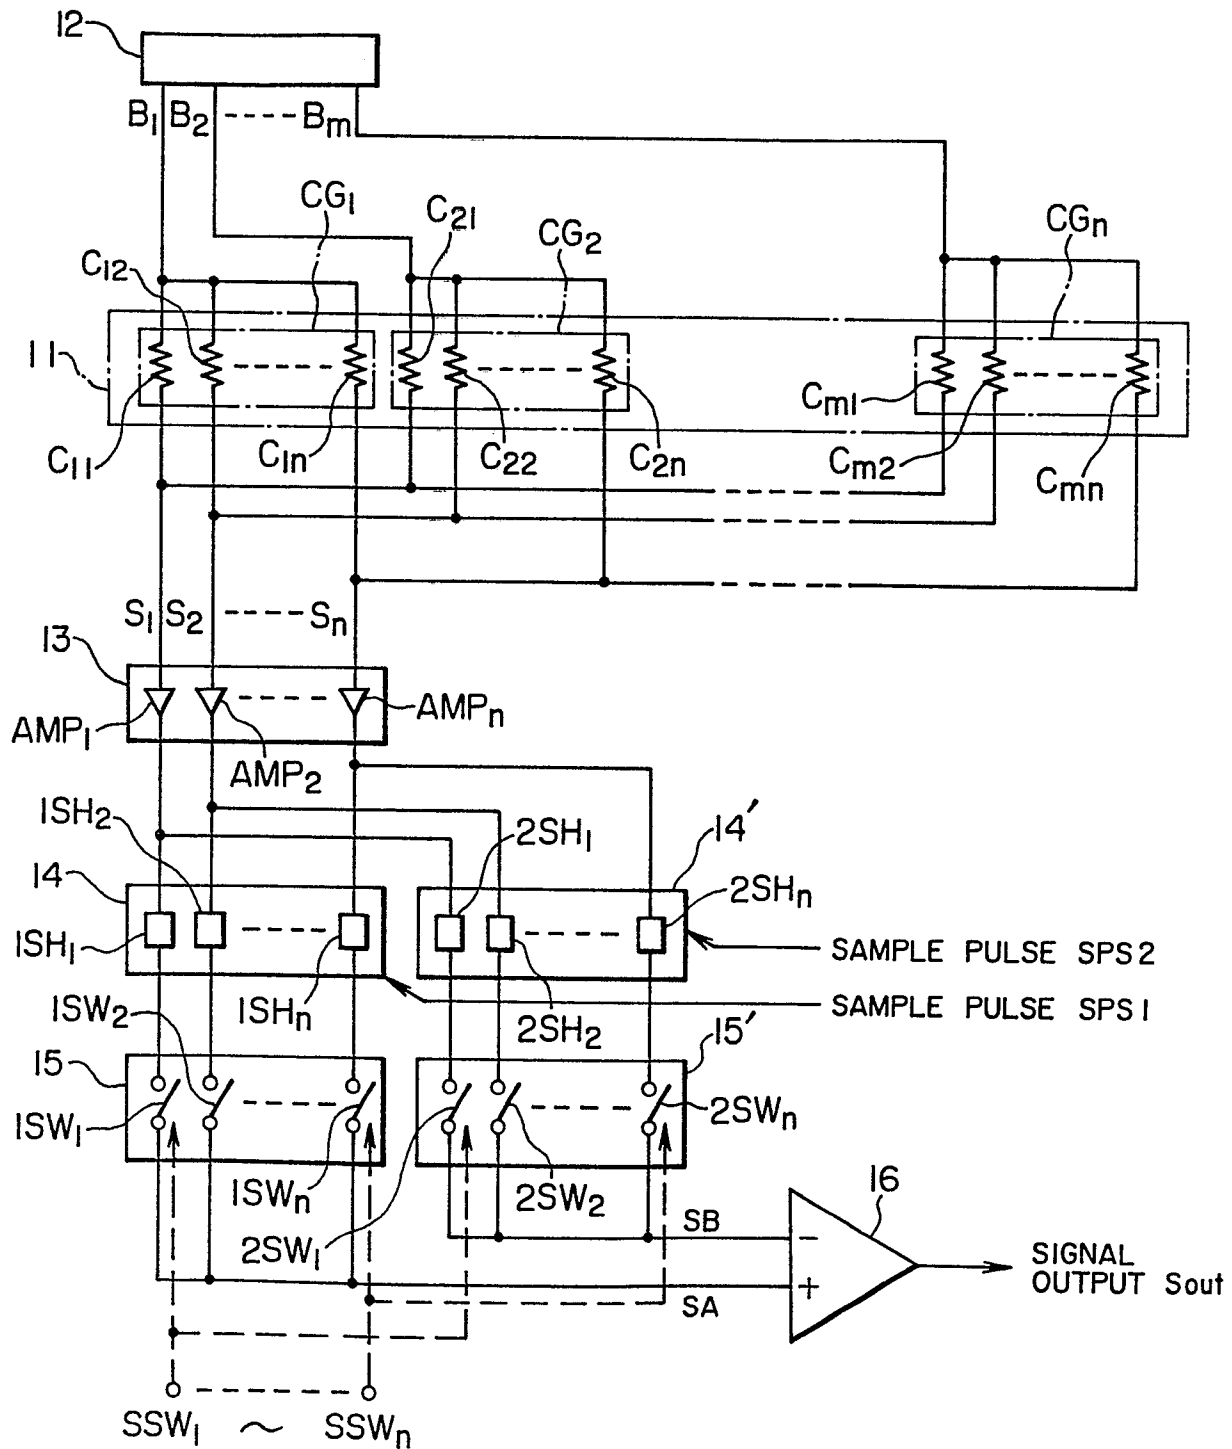 12
B1 B2 ----- Bm
CG1
C21
CG2
CGn
C12
11
Cm1
C11
C1n
C22
C2n
Cm2
Cmn
S1 S2 ----- Sn
13
AMP1
AMPn
AMP2
1SH2
2SH1
14'
14
2SHn
1SH1
SAMPLE PULSE SPS2
1SHn
2SH2
SAMPLE PULSE SPS1
1SW2
15'
15
1SW1
2SWn
1SWn
2SW2
16
2SW1
SB
−
SIGNAL
OUTPUT Sout
+
SA
SSW1 ~ SSWn